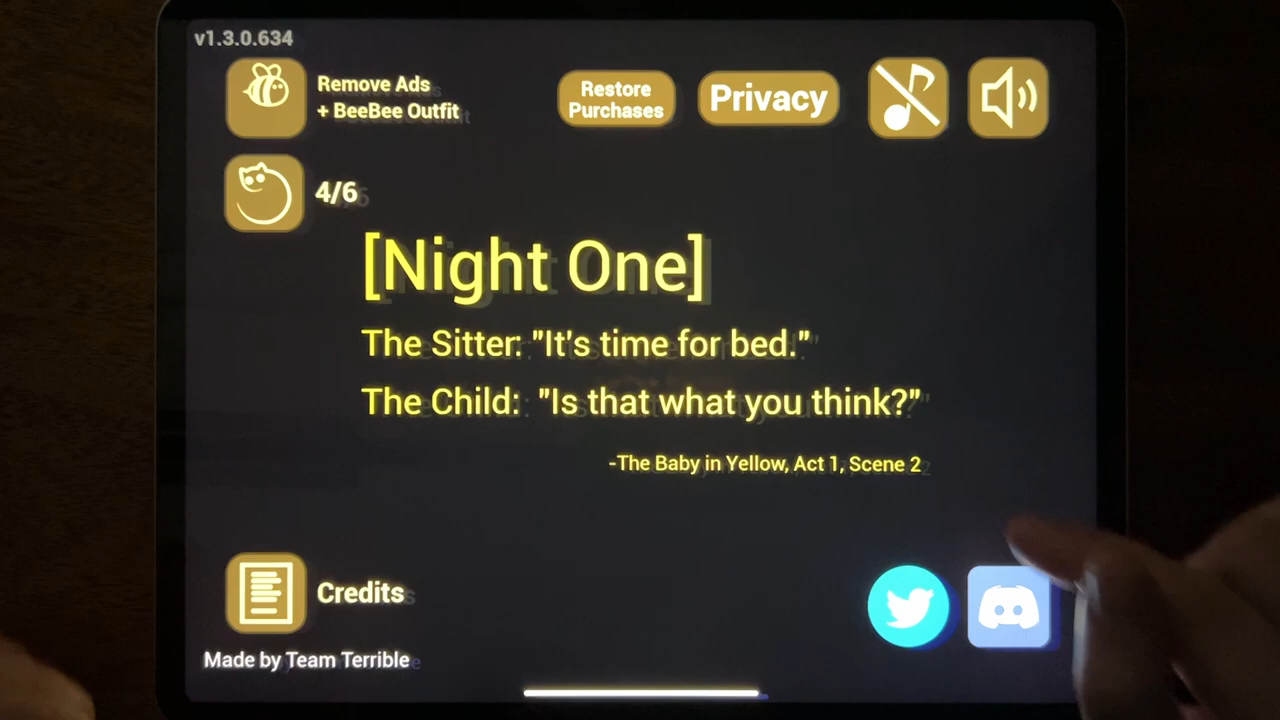 v1.3.0.634
Remove Ads
+ BeeBee Outfit
Restore
Purchases
Privacy
4/6
[Night One]
The Sitter: "It's time for bed."
The Child: "Is that what you think?"
-The Baby in Yellow, Act 1, Scene 2
Credits
Made by Team Terrible